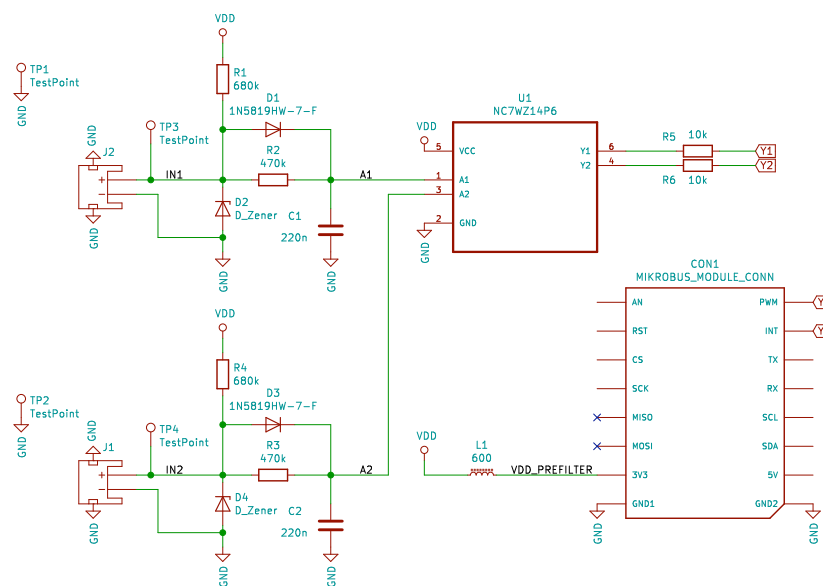 VDD
R1
680k
TP1
TestPoint
GND
D1
1N5819HW-7-F
TP3
TestPoint
GND
J2
+
−
GND
IN1
R2
470k
D2
D_Zener
GND
C1
220n
GND
A1
U1
NC7WZ14P6
VDD
5
VCC
1
A1
3
A2
2
GND
GND
Y1
6
Y2
4
R5
10k
R6
10k
Y1
Y2
VDD
R4
680k
TP2
TestPoint
GND
D3
1N5819HW-7-F
TP4
TestPoint
GND
J1
+
−
GND
IN2
R3
470k
D4
D_Zener
GND
C2
220n
GND
A2
VDD
L1
600
VDD_PREFILTER
CON1
MIKROBUS_MODULE_CONN
AN
PWM
RST
INT
CS
TX
SCK
RX
MISO
SCL
MOSI
SDA
3V3
5V
GND1
GND2
GND
GND